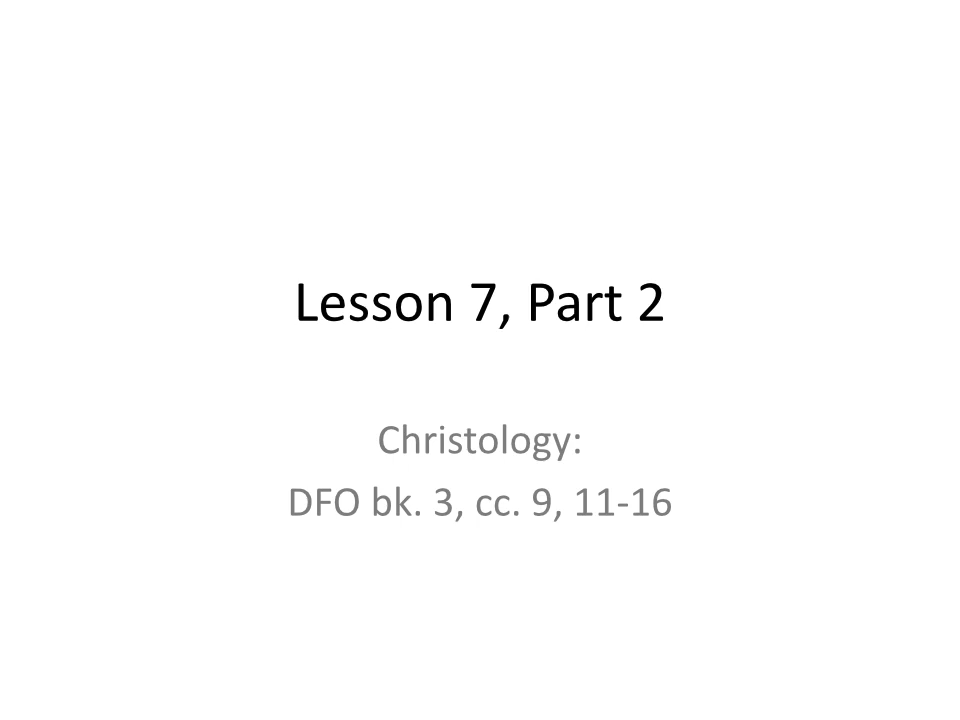 Lesson 7, Part 2
Christology:
DFO bk. 3, cc. 9, 11-16